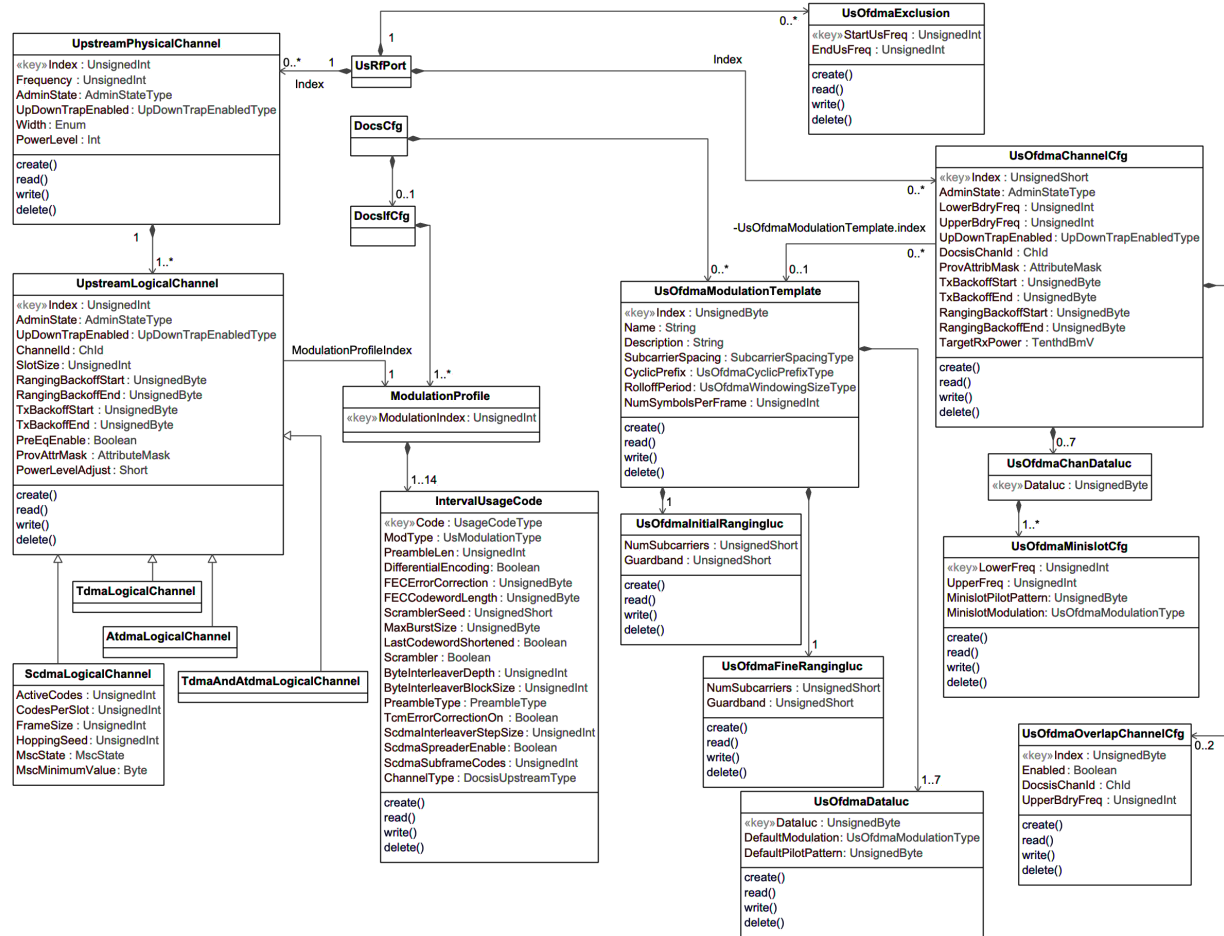 UpstreamPhysicalChannel
«key»Index : UnsignedInt
Frequency : UnsignedInt
AdminState : AdminStateType
UpDownTrapEnabled : UpDownTrapEnabledType
Width : Enum
PowerLevel : Int
create()
read()
write()
delete()
0..*
1
Index
UsRfPort
1
0..*
Index
0..*
UsOfdmaExclusion
«key»StartUsFreq : UnsignedInt
EndUsFreq : UnsignedInt
create()
read()
write()
delete()
DocsCfg
0..1
DocsIfCfg
0..*
1..*
UsOfdmaChannelCfg
«key»Index : UnsignedShort
AdminState : AdminStateType
LowerBdryFreq : UnsignedInt
UpperBdryFreq : UnsignedInt
UpDownTrapEnabled : UpDownTrapEnabledType
DocsisChanId : ChId
ProvAttribMask : AttributeMask
TxBackoffStart : UnsignedByte
TxBackoffEnd : UnsignedByte
RangingBackoffStart : UnsignedByte
RangingBackoffEnd : UnsignedByte
TargetRxPower : TenthdBmV
create()
read()
write()
delete()
-UsOfdmaModulationTemplate.index
0..*
0..1
1
1..*
UpstreamLogicalChannel
«key»Index : UnsignedInt
AdminState : AdminStateType
UpDownTrapEnabled : UpDownTrapEnabledType
ChannelId : ChId
SlotSize : UnsignedInt
RangingBackoffStart : UnsignedByte
RangingBackoffEnd : UnsignedByte
TxBackoffStart : UnsignedByte
TxBackoffEnd : UnsignedByte
PreEqEnable : Boolean
ProvAttrMask : AttributeMask
PowerLevelAdjust : Short
create()
read()
write()
delete()
ModulationProfileIndex
1
ModulationProfile
«key»ModulationIndex : UnsignedInt
1..14
IntervalUsageCode
«key»Code : UsageCodeType
ModType : UsModulationType
PreambleLen : UnsignedInt
DifferentialEncoding: Boolean
FECErrorCorrection : UnsignedByte
FECCodewordLength : UnsignedByte
ScramblerSeed : UnsignedShort
MaxBurstSize : UnsignedByte
LastCodewordShortened : Boolean
Scrambler : Boolean
ByteInterleaverDepth : UnsignedInt
ByteInterleaverBlockSize : UnsignedInt
PreambleType : PreambleType
TcmErrorCorrectionOn : Boolean
ScdmaInterleaverStepSize : UnsignedInt
ScdmaSpreaderEnable : Boolean
ScdmaSubframeCodes : UnsignedInt
ChannelType : DocsisUpstreamType
create()
read()
write()
delete()
UsOfdmaModulationTemplate
«key»Index : UnsignedByte
Name : String
Description : String
SubcarrierSpacing : SubcarrierSpacingType
CyclicPrefix : UsOfdmaCyclicPrefixType
RolloffPeriod : UsOfdmaWindowingSizeType
NumSymbolsPerFrame : UnsignedInt
create()
read()
write()
delete()
1
UsOfdmaInitialRangingIuc
NumSubcarriers : UnsignedShort
Guardband : UnsignedShort
create()
read()
write()
delete()
1
UsOfdmaFineRangingIuc
NumSubcarriers : UnsignedShort
Guardband : UnsignedShort
create()
read()
write()
delete()
1..7
UsOfdmaDataIuc
«key»DataIuc : UnsignedByte
DefaultModulation : UsOfdmaModulationType
DefaultPilotPattern : UnsignedByte
create()
read()
write()
delete()
0..7
UsOfdmaChanDataIuc
«key»DataIuc : UnsignedByte
1..*
UsOfdmaMinislotCfg
«key»LowerFreq : UnsignedInt
UpperFreq : UnsignedInt
MinislotPilotPattern : UnsignedByte
MinislotModulation: UsOfdmaModulationType
create()
read()
write()
delete()
0..2
UsOfdmaOverlapChannelCfg
«key»Index : UnsignedByte
Enabled : Boolean
DocsisChanId : ChId
UpperBdryFreq : UnsignedInt
create()
read()
write()
delete()
TdmaLogicalChannel
AtdmaLogicalChannel
TdmaAndAtdmaLogicalChannel
ScdmaLogicalChannel
ActiveCodes : UnsignedInt
CodesPerSlot : UnsignedInt
FrameSize : UnsignedInt
HoppingSeed : UnsignedInt
MscState : MscState
MscMinimumValue : Byte